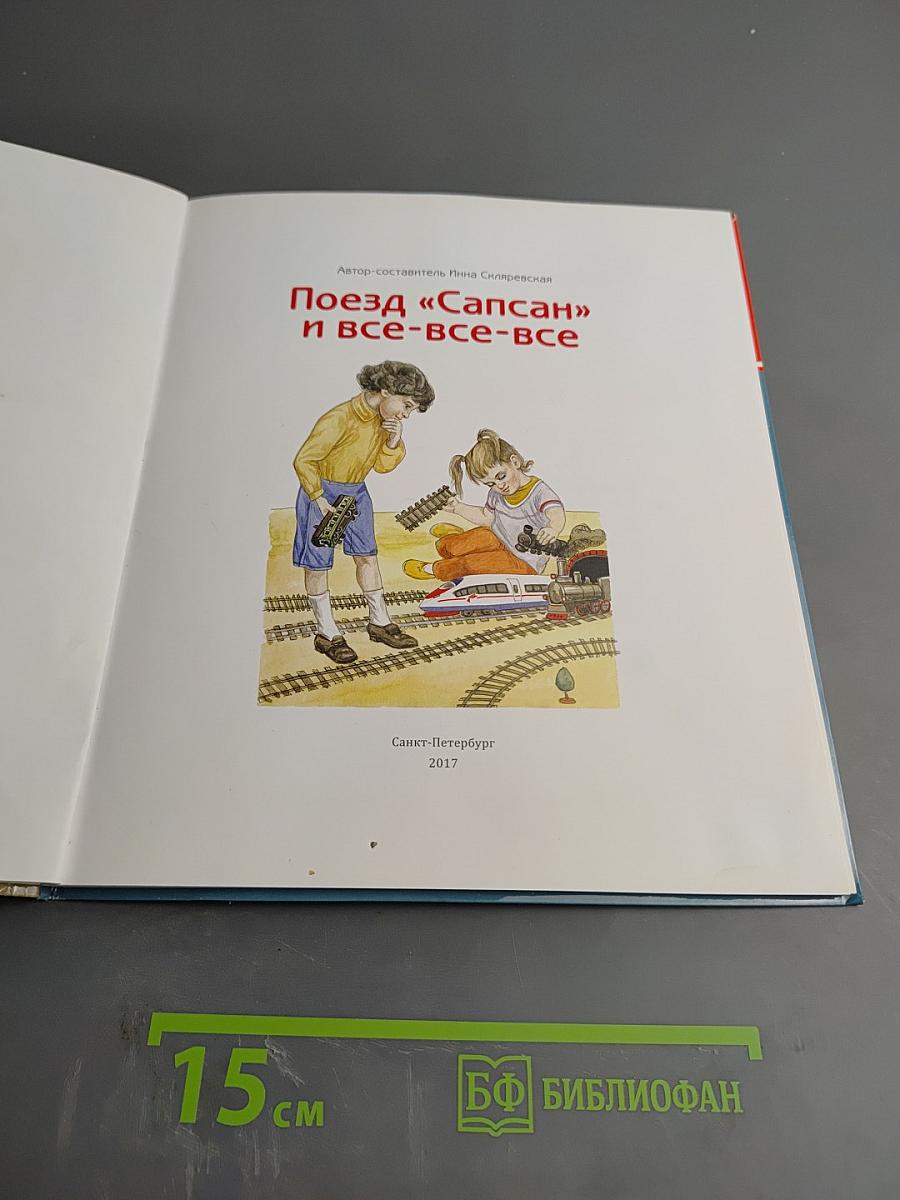 Автор-составитель Инна Скляревская
Поезд «Сапсан»
и все-все-все
Санкт-Петербург
2017
15 см
БФ БИБЛИОФАН